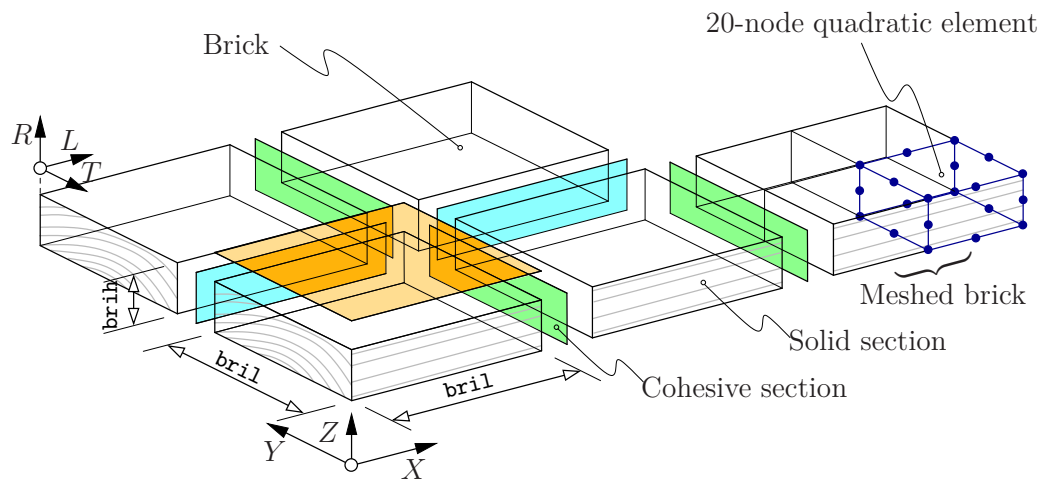 20-node quadratic element
Brick
R
L
T
brih
Meshed brick
Solid section
bril
bril
Cohesive section
Z
Y
X